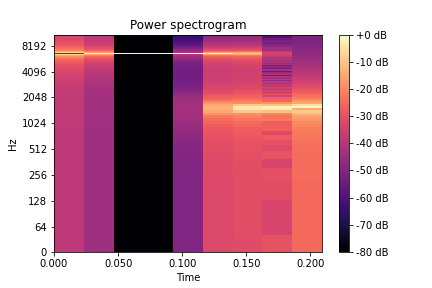 Power spectrogram
8192
4096
2048
1024
512
256
128
64
0
Hz
0.000 0.050 0.100 0.150 0.200
Time
+0 dB
-10 dB
-20 dB
-30 dB
-40 dB
-50 dB
-60 dB
-70 dB
-80 dB